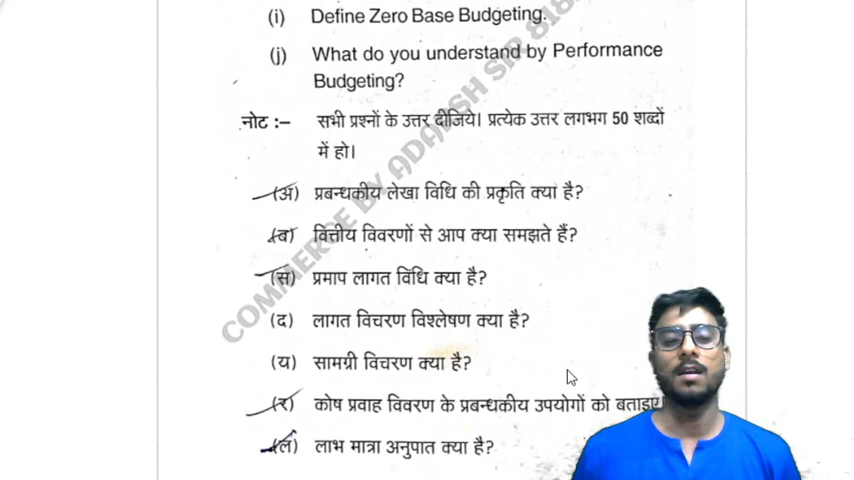 (i) Define Zero Base Budgeting.
(j) What do you understand by Performance
Budgeting?
नोट :– सभी प्रश्नों के उत्तर दीजिये। प्रत्येक उत्तर लगभग 50 शब्दों
में हो।
(अ) प्रबन्धकीय लेखा विधि की प्रकृति क्या है?
(ब) वित्तीय विवरणों से आप क्या समझते हैं?
(स) प्रमाप लागत विधि क्या है?
(द) लागत विचरण विश्लेषण क्या है?
(य) सामग्री विचरण क्या है?
(र) कोष प्रवाह विवरण के प्रबन्धकीय उपयोगों को बताइए।
(ल) लाभ मात्रा अनुपात क्या है?
COMMERCE BY ADARSH SIR 818